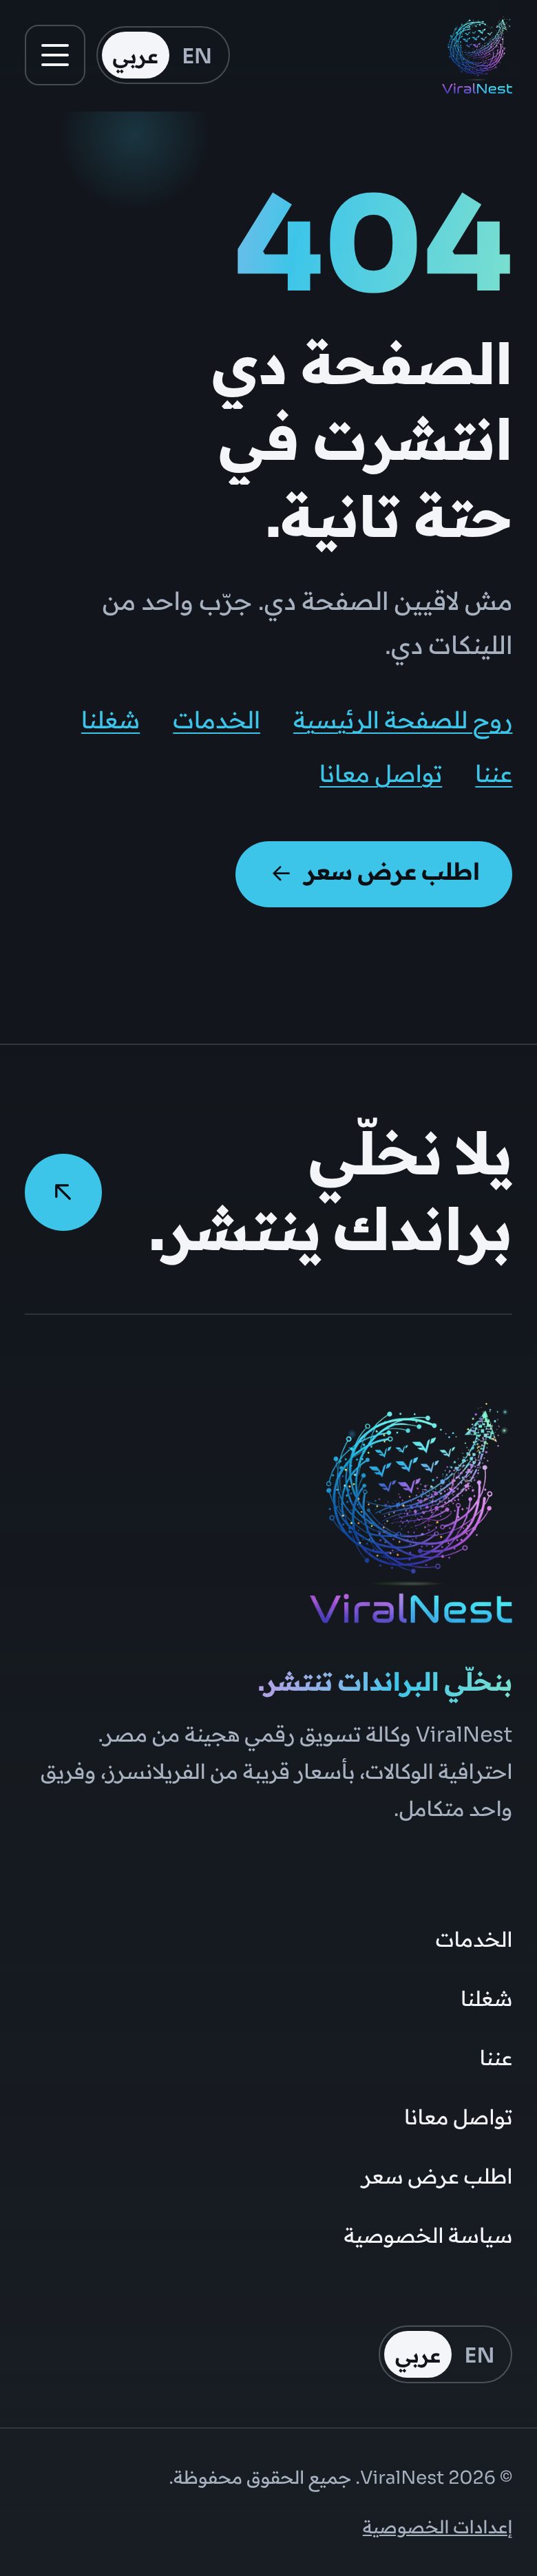 ViralNest
EN عربي
404
الصفحة دي
انتشرت في
حتة تانية.
مش لاقيين الصفحة دي. جرّب واحد من
اللينكات دي.
روح للصفحة الرئيسية الخدمات شغلنا
عننا تواصل معانا
اطلب عرض سعر ←
يلا نخلّي
براندك ينتشر.
ViralNest
بنخلّي البراندات تنتشر.
ViralNest وكالة تسويق رقمي هجينة من مصر.
احترافية الوكالات، بأسعار قريبة من الفريلانسرز، وفريق
واحد متكامل.
الخدمات
شغلنا
عننا
تواصل معانا
اطلب عرض سعر
سياسة الخصوصية
EN عربي
© 2026 ViralNest. جميع الحقوق محفوظة.
إعدادات الخصوصية